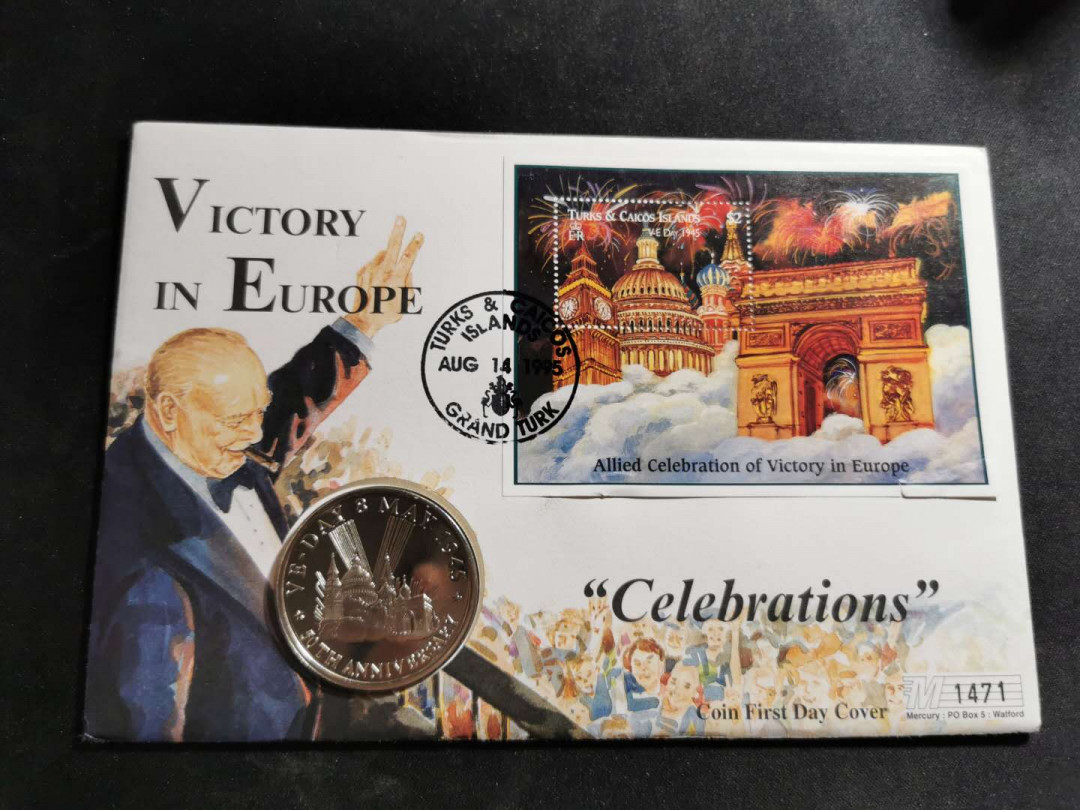 VICTORY
IN EUROPE
TURKS & CAICOS ISLANDS $2
V-E Day 1945
E II R
TURKS & CAICOS
ISLANDS
AUG 14 1995
GRAND TURK
Allied Celebration of Victory in Europe
VE-DAY 8 MAY 1945
50TH ANNIVERSARY
"Celebrations"
Coin First Day Cover
M 1471
Mercury : PO Box 5 : Watford